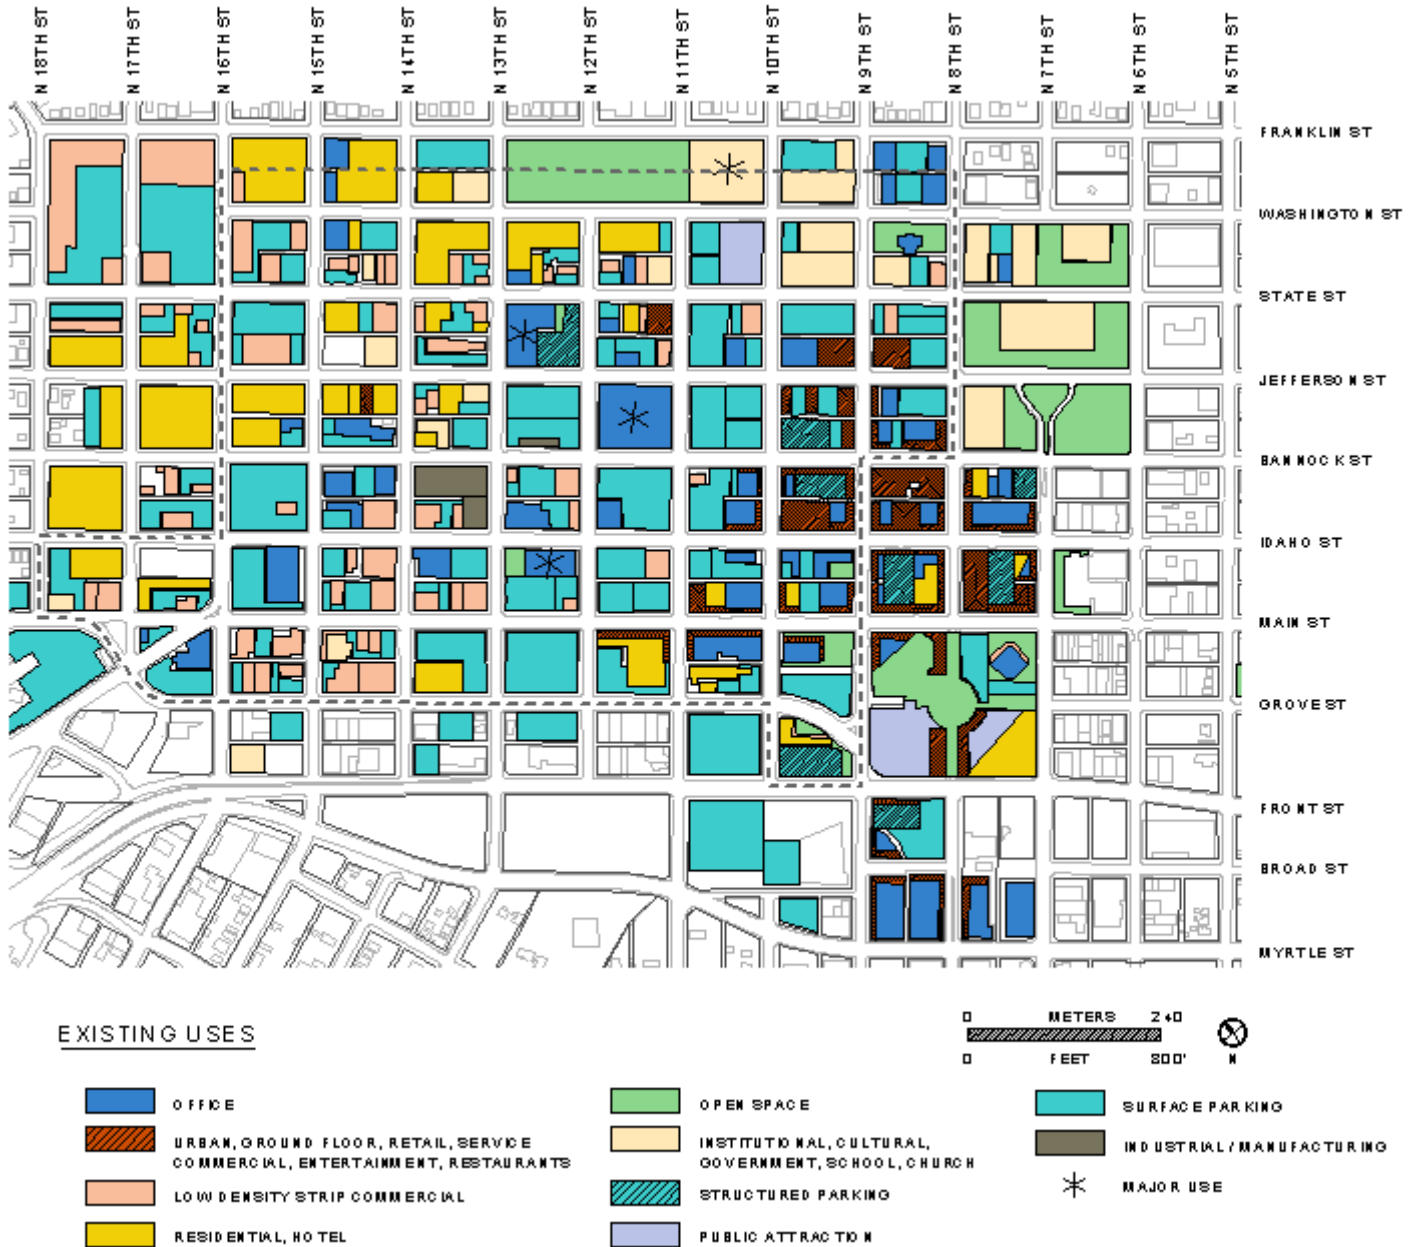 N 18TH ST
N 17TH ST
N 16TH ST
N 15TH ST
N 14TH ST
N 13TH ST
N 12TH ST
N 11TH ST
N 10TH ST
N 9TH ST
N 8TH ST
N 7TH ST
N 6TH ST
N 5TH ST
FRANKLIN ST
WASHINGTON ST
STATE ST
JEFFERSON ST
BANNOCK ST
IDAHO ST
MAIN ST
GROVE ST
FRONT ST
BROAD ST
MYRTLE ST
EXISTING USES
0 METERS 240
0 FEET 800'
N
OFFICE
URBAN, GROUND FLOOR, RETAIL, SERVICE
COMMERCIAL, ENTERTAINMENT, RESTAURANTS
LOW DENSITY STRIP COMMERCIAL
RESIDENTIAL, HOTEL
OPEN SPACE
INSTITUTIONAL, CULTURAL,
GOVERNMENT, SCHOOL, CHURCH
STRUCTURED PARKING
PUBLIC ATTRACTION
SURFACE PARKING
INDUSTRIAL / MANUFACTURING
MAJOR USE